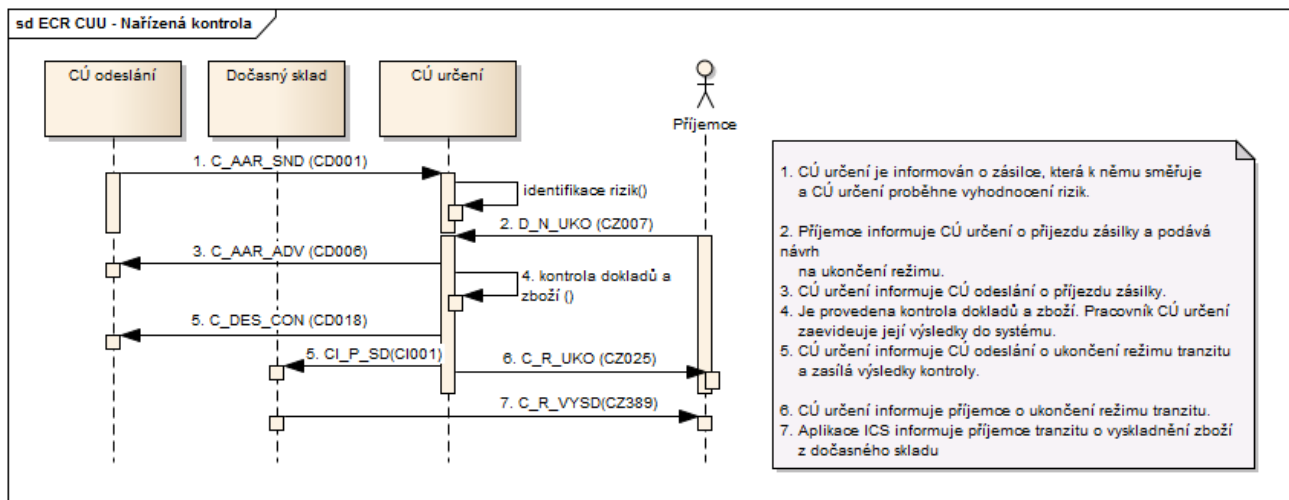 sd ECR CUU - Nařízená kontrola
CÚ odeslání
Dočasný sklad
CÚ určení
Příjemce
1. C_AAR_SND (CD001)
identifikace rizik()
2. D_N_UKO (CZ007)
3. C_AAR_ADV (CD006)
4. kontrola dokladů a
zboží ()
5. C_DES_CON (CD018)
5. CI_P_SD(CI001)
6. C_R_UKO (CZ025)
7. C_R_VYSD(CZ389)
1. CÚ určení je informován o zásilce, která k němu směřuje
a CÚ určení proběhne vyhodnocení rizik.
2. Příjemce informuje CÚ určení o přijezdu zásilky a podává
návrh
na ukončení režimu.
3. CÚ určení informuje CÚ odeslání o příjezdu zásilky.
4. Je provedena kontrola dokladů a zboží. Pracovník CÚ určení
zaevideuje její výsledky do systému.
5. CÚ určení informuje CÚ odeslání o ukončení režimu tranzitu
a zasílá výsledky kontroly.
6. CÚ určení informuje příjemce o ukončení režimu tranzitu.
7. Aplikace ICS informuje příjemce tranzitu o vyskladnění zboží
z dočasného skladu